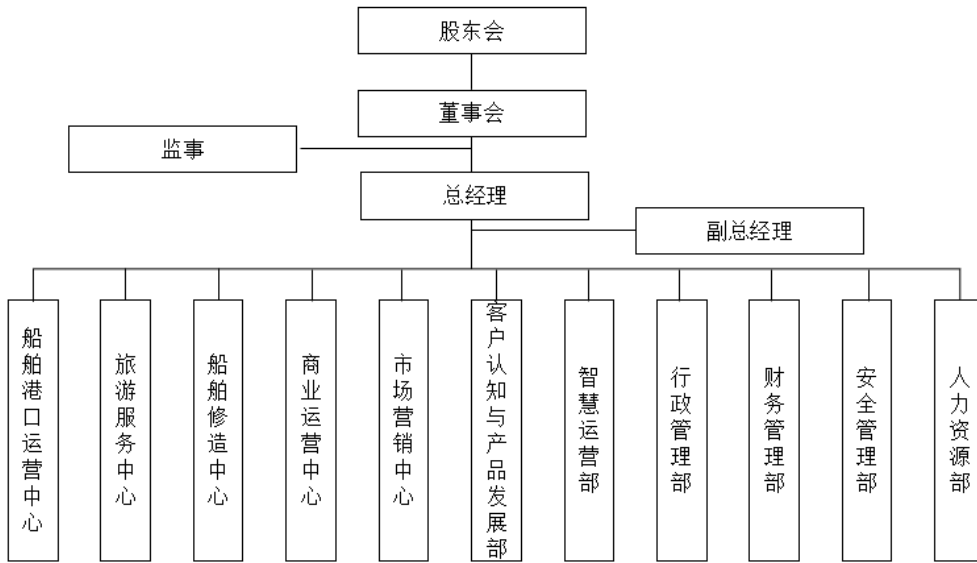 股东会
董事会
监事
总经理
副总经理
船舶港口运营中心
旅游服务中心
船舶修造中心
商业运营中心
市场营销中心
客户认知与产品发展部
智慧运营部
行政管理部
财务管理部
安全管理部
人力资源部